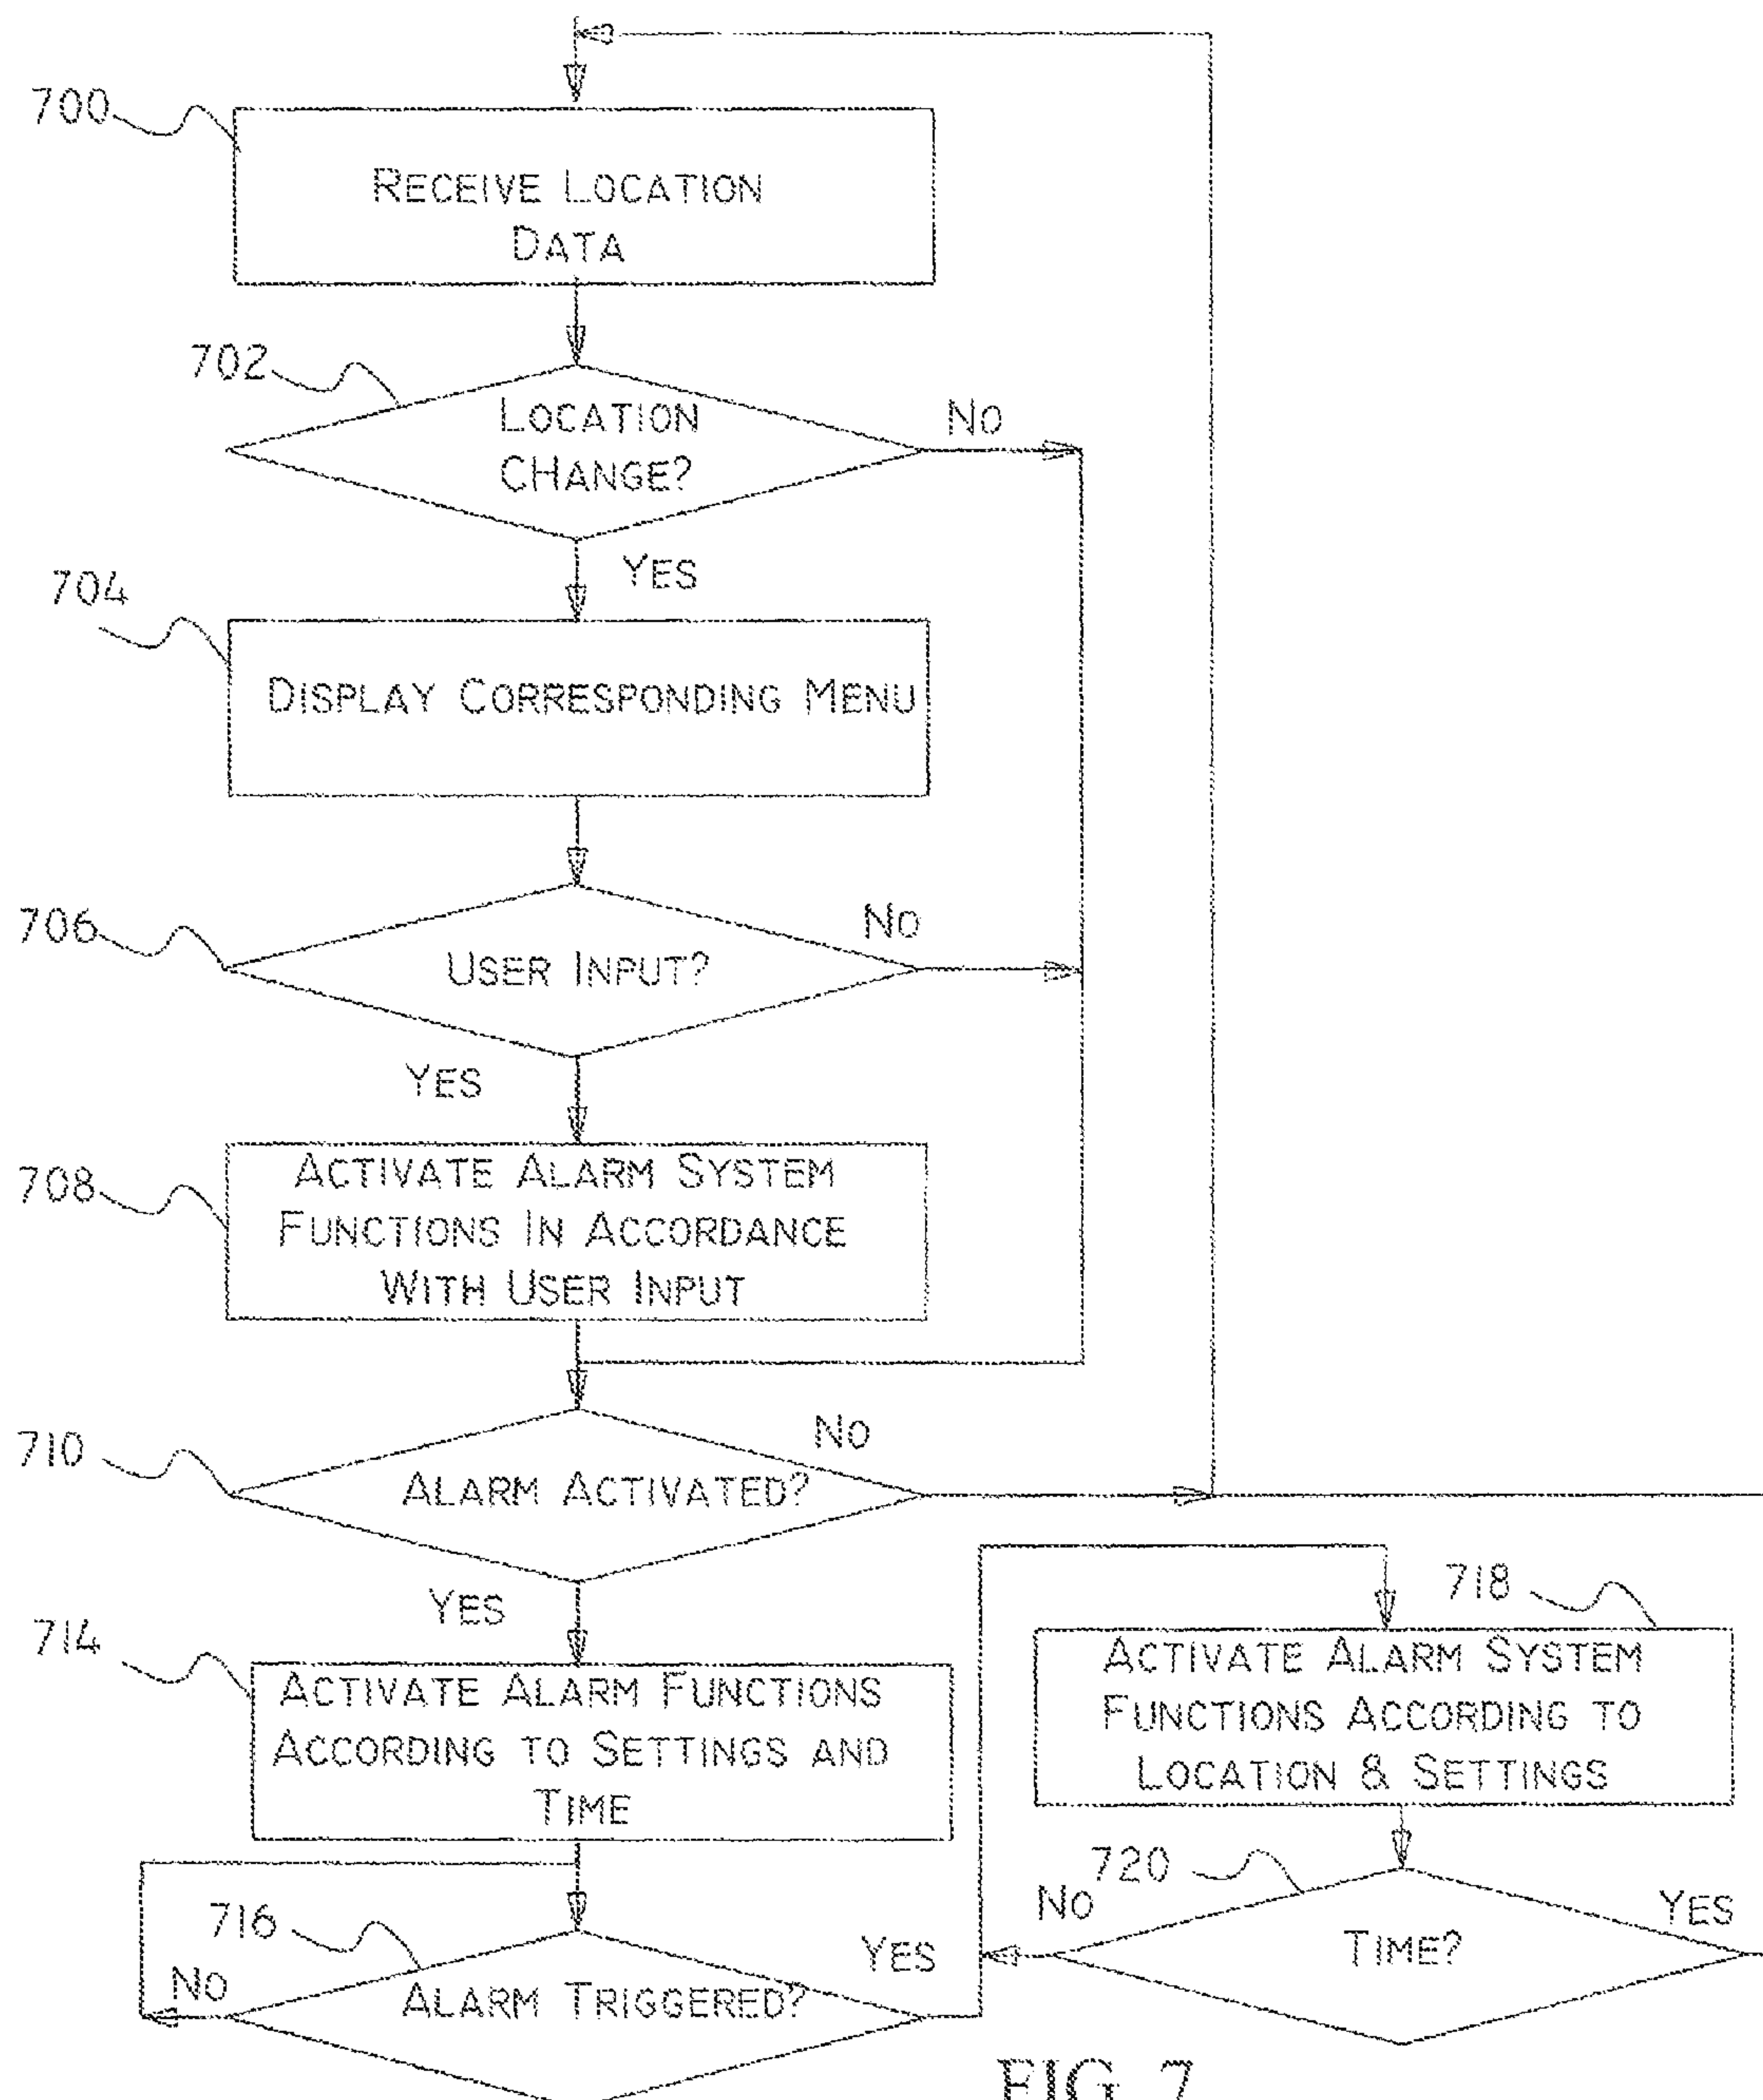 700
RECEIVE LOCATION
DATA
702
LOCATION
CHANGE?
NO
YES
704
DISPLAY CORRESPONDING MENU
706
USER INPUT?
NO
YES
708
ACTIVATE ALARM SYSTEM
FUNCTIONS IN ACCORDANCE
WITH USER INPUT
710
ALARM ACTIVATED?
NO
YES
714
ACTIVATE ALARM FUNCTIONS
ACCORDING TO SETTINGS AND
TIME
716
ALARM TRIGGERED?
NO
YES
718
ACTIVATE ALARM SYSTEM
FUNCTIONS ACCORDING TO
LOCATION & SETTINGS
720
TIME?
NO
YES
FIG. 7